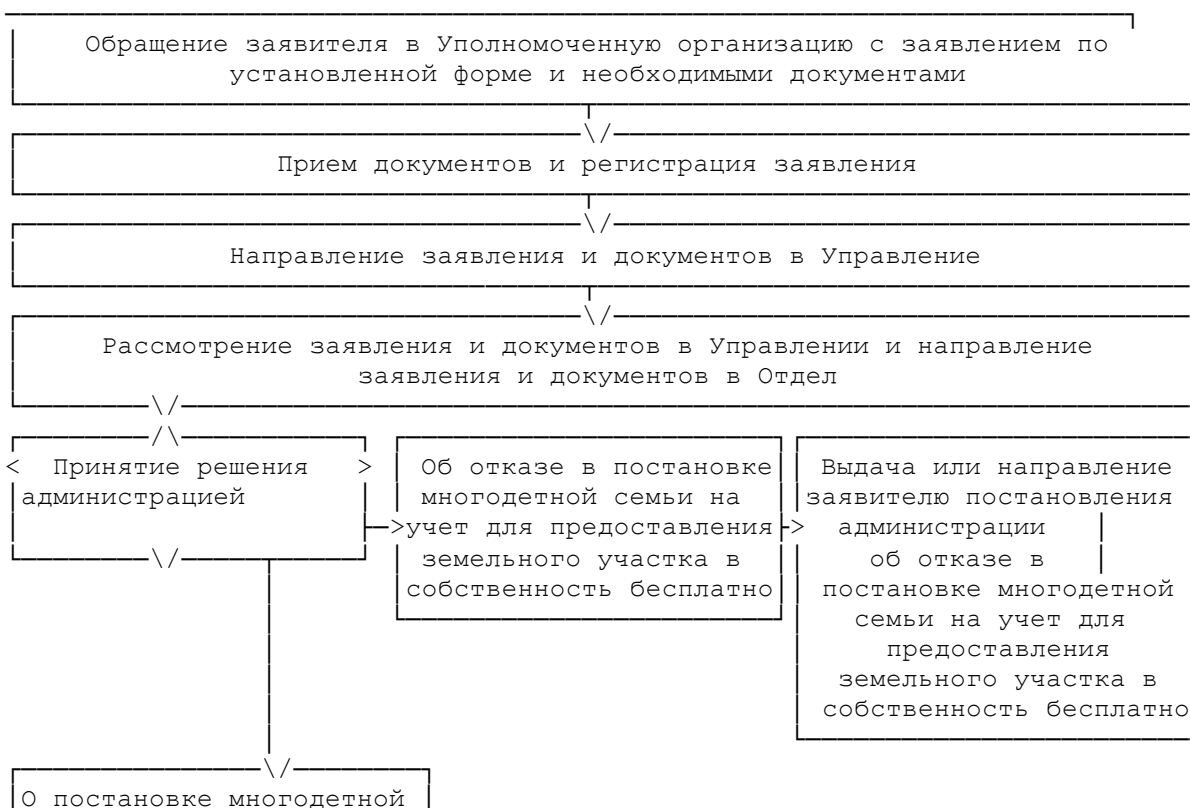 Обращение заявителя в Уполномоченную организацию с заявлением по
установленной форме и необходимыми документами
Прием документов и регистрация заявления
Направление заявления и документов в Управление
Рассмотрение заявления и документов в Управлении и направление
заявления и документов в Отдел
Принятие решения
администрацией
Об отказе в постановке
многодетной семьи на
учет для предоставления
земельного участка в
собственность бесплатно
Выдача или направление
заявителю постановления
администрации
об отказе в
постановке многодетной
семьи на учет для
предоставления
земельного участка в
собственность бесплатно
О постановке многодетной